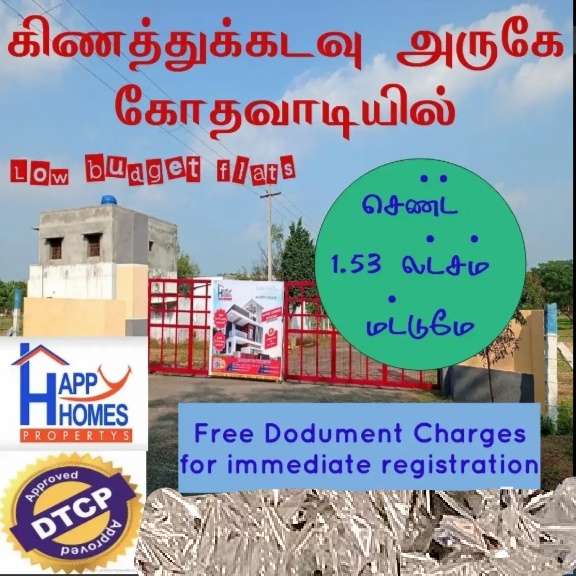 கிணத்துக்கடவு அருகே
கோதவாடியில்
Low budget flats
செண்ட்
1.53 லட்சம்
மட்டுமே
HAPPY
HOMES
PROPERTYS
Free Dodument Charges
for immediate registration
Approved
DTCP
Approved